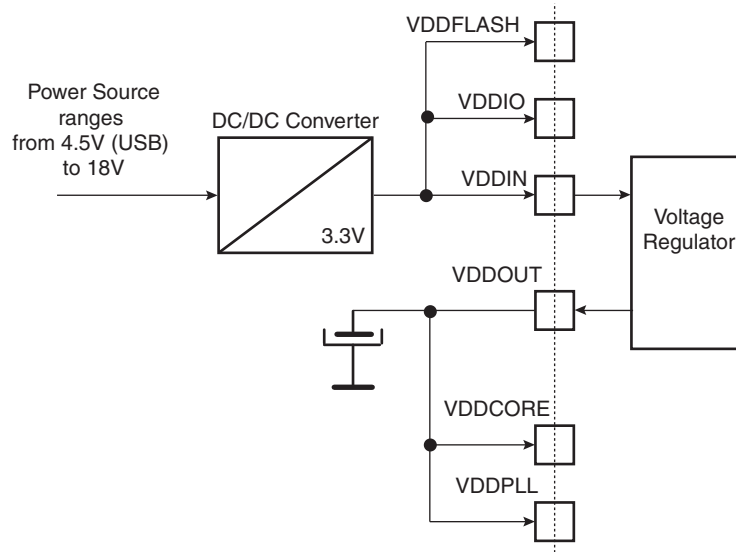 VDDFLASH
Power Source
ranges
from 4.5V (USB)
to 18V
DC/DC Converter
VDDIO
VDDIN
3.3V
Voltage
Regulator
VDDOUT
VDDCORE
VDDPLL